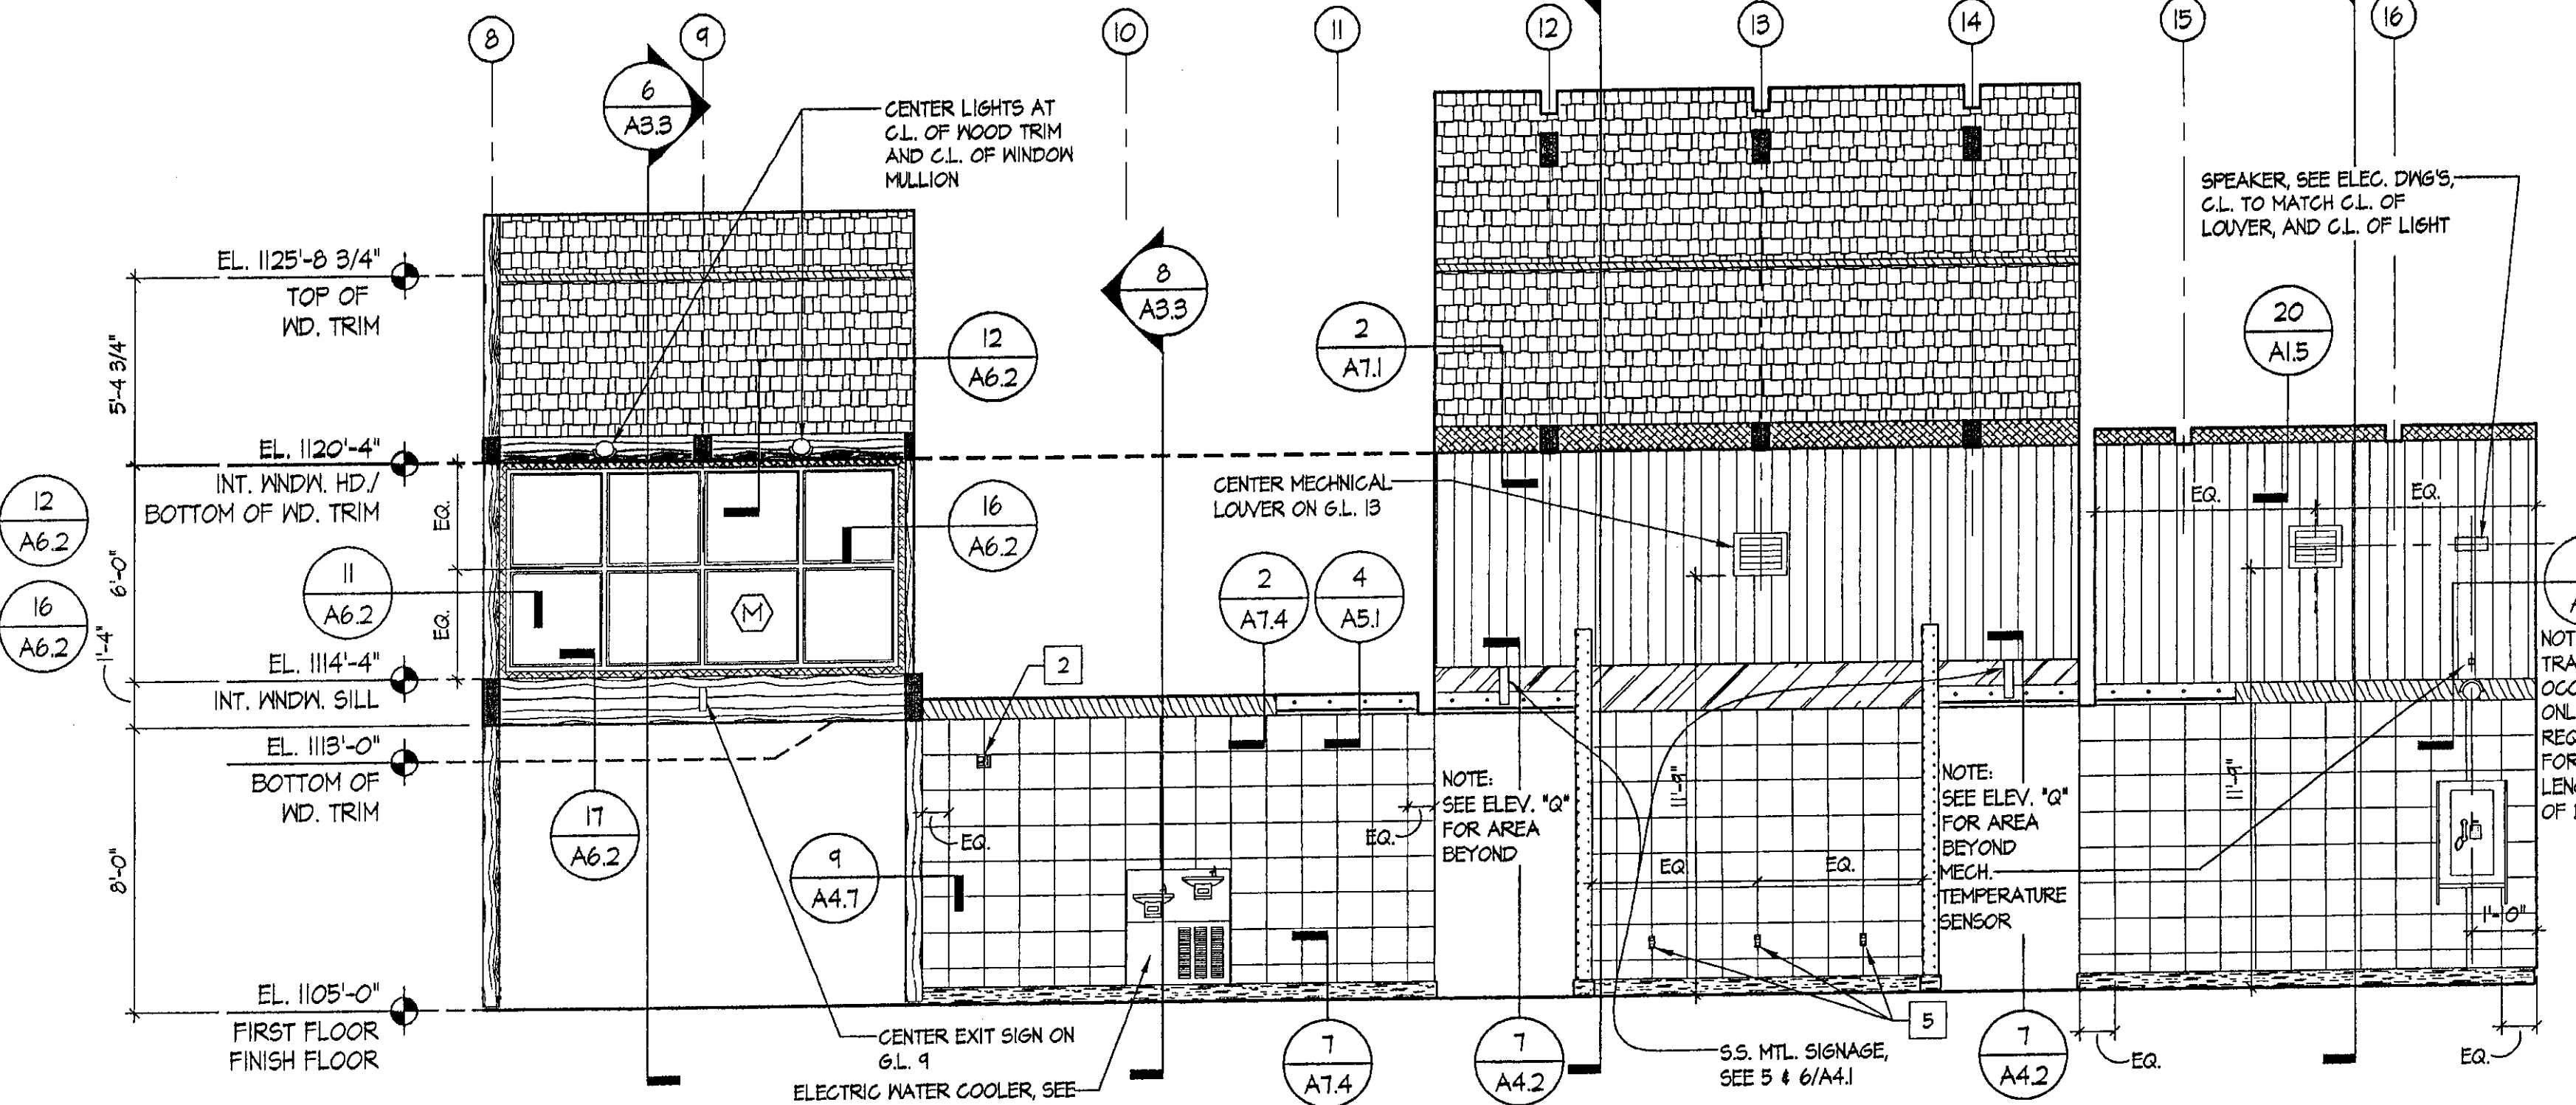 8
9
10
11
12
13
14
15
16
6
A3.3
CENTER LIGHTS AT
C.L. OF WOOD TRIM
AND C.L. OF WINDOW
MULLION
SPEAKER, SEE ELEC. DWG'S,
C.L. TO MATCH C.L. OF
LOUVER, AND C.L. OF LIGHT
EL. 1125'-8 3/4"
TOP OF
WD. TRIM
8
A3.3
12
A6.2
2
A7.1
20
A1.5
5'-4 3/4"
EL. 1120'-4"
INT. WNDW. HD./
BOTTOM OF WD. TRIM
12
A6.2
16
A6.2
EQ.
EQ.
6'-0"
1'-4"
11
A6.2
16
A6.2
CENTER MECHNICAL
LOUVER ON G.L. 13
EQ.
EQ.
2
A7.4
4
A5.1
M
EL. 1114'-4"
INT. WNDW. SILL
2
EL. 1113'-0"
BOTTOM OF
WD. TRIM
8'-0"
17
A6.2
9
A4.7
EQ.
EQ.
NOTE:
SEE ELEV. "Q"
FOR AREA
BEYOND
11'-9"
EQ
EQ.
NOTE:
SEE ELEV. "Q"
FOR AREA
BEYOND
MECH.
TEMPERATURE
SENSOR
11'-9"
1'-0"
OF
EL. 1105'-0"
FIRST FLOOR
FINISH FLOOR
CENTER EXIT SIGN ON
G.L. 9
ELECTRIC WATER COOLER, SEE
7
A7.4
7
A4.2
5
S.S. MTL. SIGNAGE,
SEE 5 & 6/A4.1
7
A4.2
EQ.
EQ.